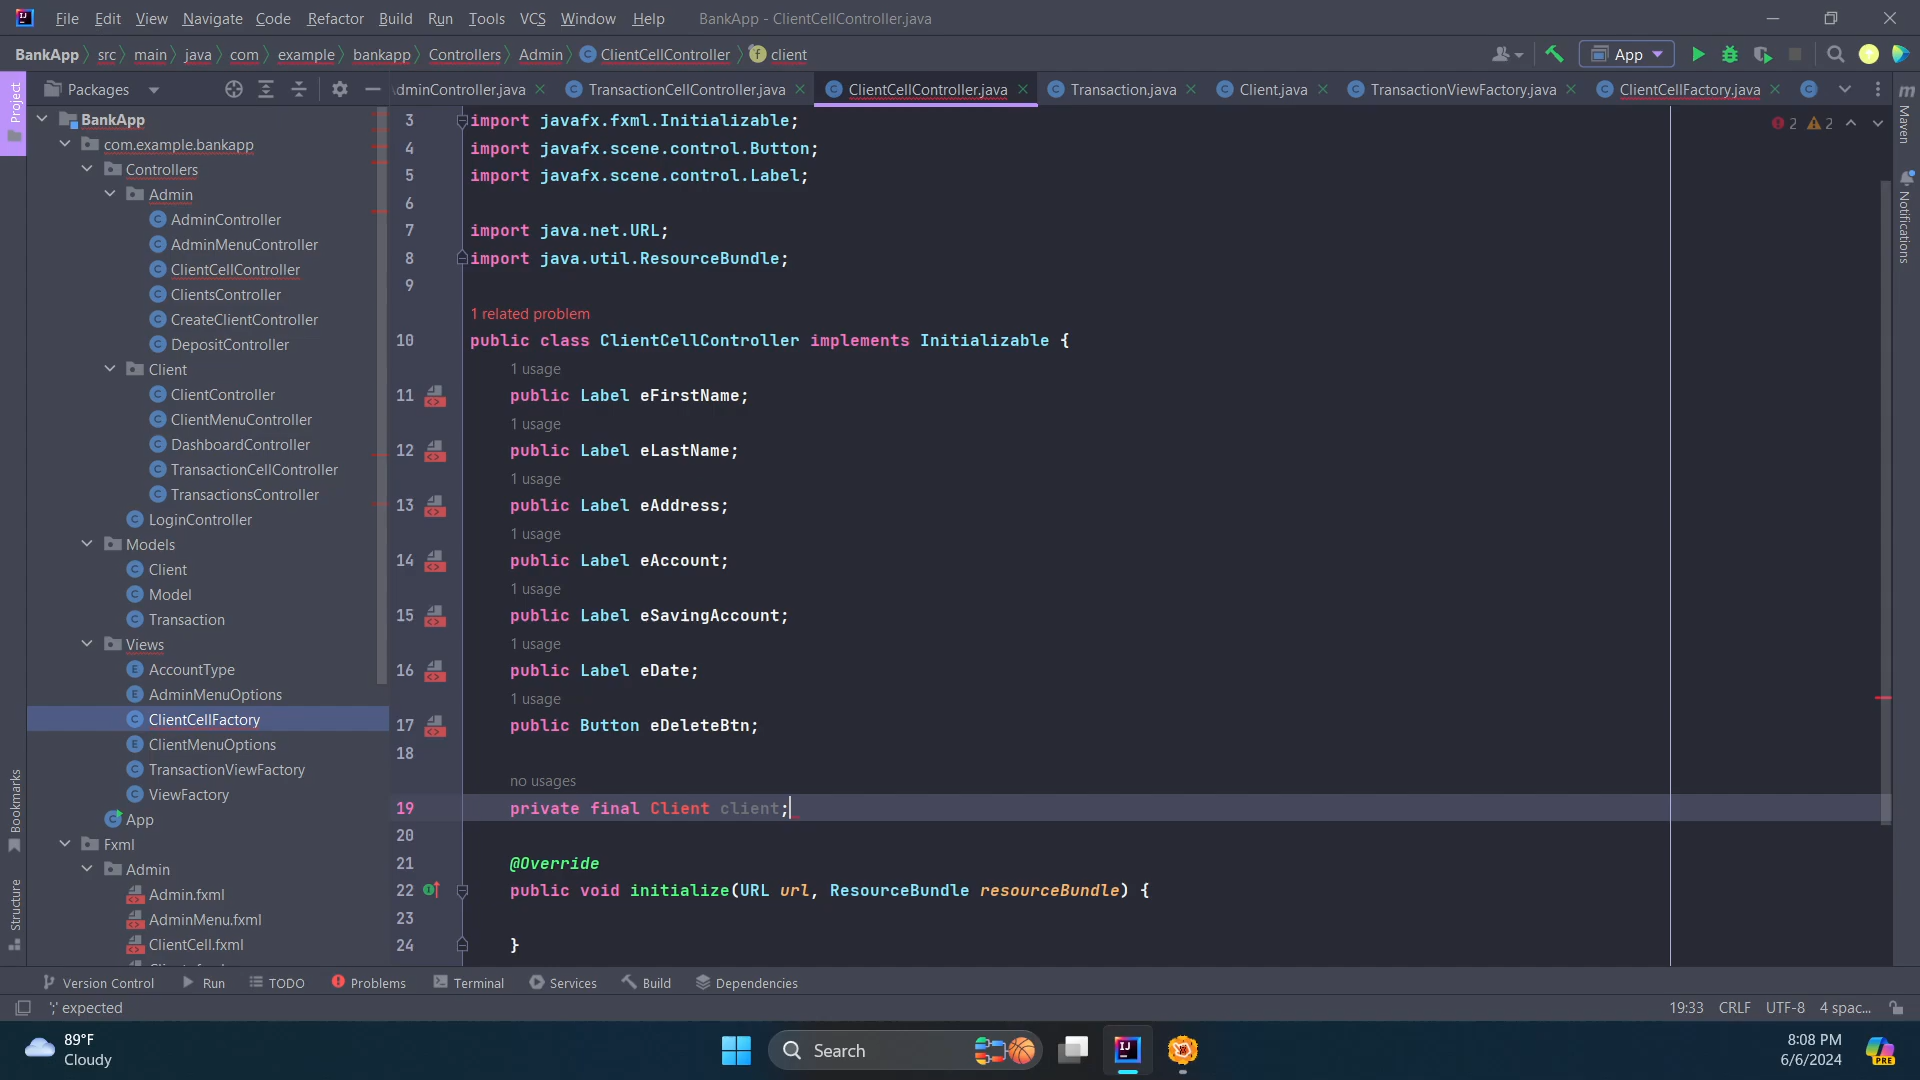 File Edit View Navigate Code Refactor Build Run Tools VCS Window Help BankApp - ClientCellController.java
BankApp src main java com example bankapp Controllers Admin ClientCellController client App
Packages dminController.java TransactionCellController.java ClientCellController.java Transaction.java Client.java TransactionViewFactory.java ClientCellFactory.java
Project
Bookmarks
Structure
BankApp
com.example.bankapp
Controllers
Admin
AdminController
AdminMenuController
ClientCellController
ClientsController
CreateClientController
DepositController
Client
ClientController
ClientMenuController
DashboardController
TransactionCellController
TransactionsController
LoginController
Models
Client
Model
Transaction
Views
AccountType
AdminMenuOptions
ClientCellFactory
ClientMenuOptions
TransactionViewFactory
ViewFactory
App
Fxml
Admin
Admin.fxml
AdminMenu.fxml
ClientCell.fxml
3 import javafx.fxml.Initializable;
4 import javafx.scene.control.Button;
5 import javafx.scene.control.Label;
6
7 import java.net.URL;
8 import java.util.ResourceBundle;
9
1 related problem
10 public class ClientCellController implements Initializable {
1 usage
11 public Label eFirstName;
1 usage
12 public Label eLastName;
1 usage
13 public Label eAddress;
1 usage
14 public Label eAccount;
1 usage
15 public Label eSavingAccount;
1 usage
16 public Label eDate;
1 usage
17 public Button eDeleteBtn;
18
no usages
19 private final Client client;
20
21 @Override
22 public void initialize(URL url, ResourceBundle resourceBundle) {
23
24 }
2 2
Maven
Notifications
Version Control Run TODO Problems Terminal Services Build Dependencies
';' expected 19:33 CRLF UTF-8 4 spac...
89°F
Cloudy
Search
8:08 PM
6/6/2024
PRE